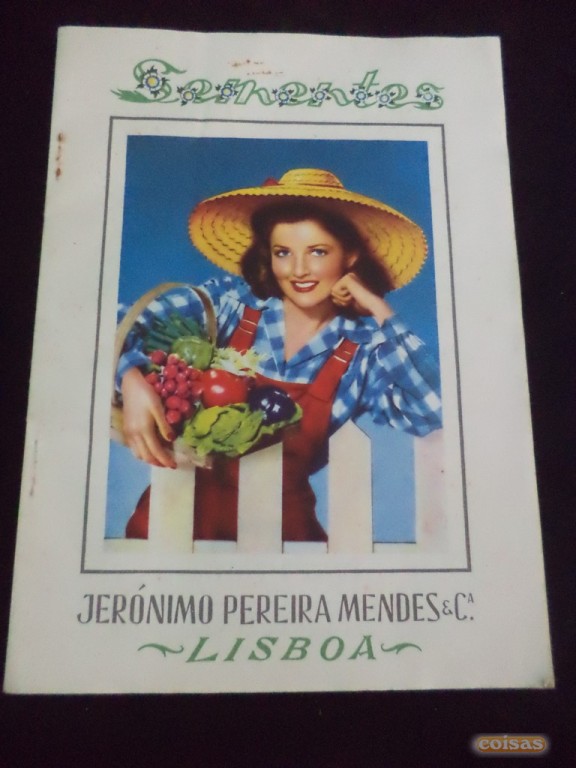 Sementes
JERÓNIMO PEREIRA MENDES & Cª.
~LISBOA~
coisas